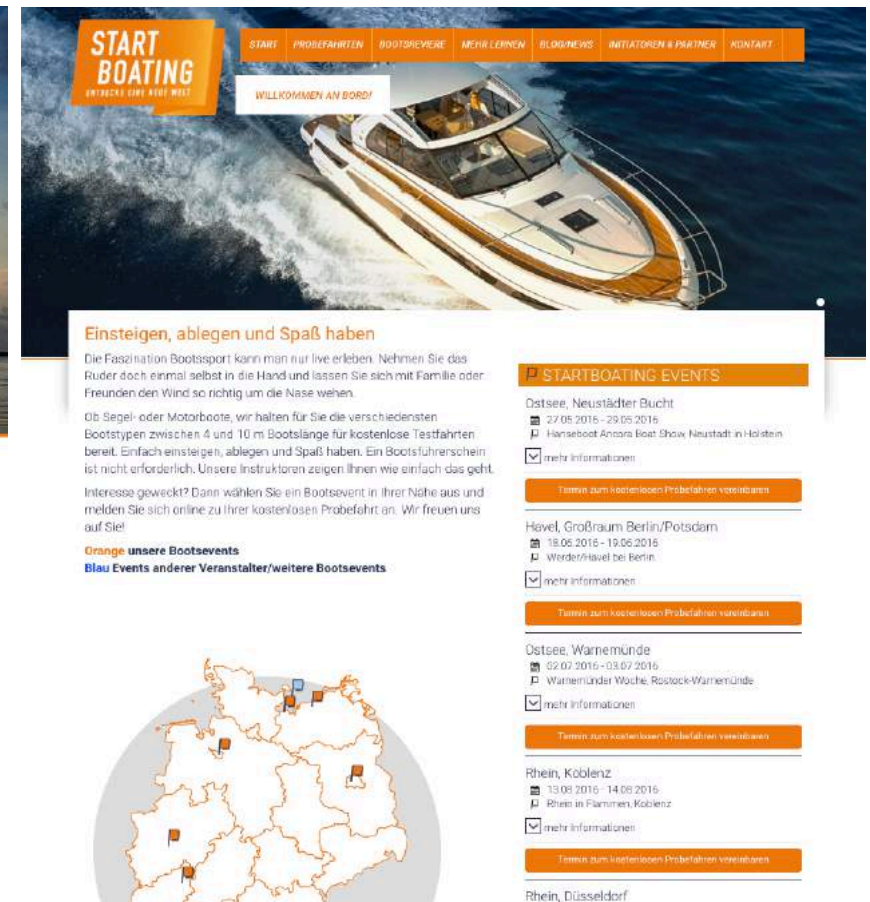 START
BOATING
ENTDECKE EINE NEUE WELT
START PROBEFAHRTEN BOOTSREVIERE MEHR LERNEN BLOG/NEWS INITIATOREN & PARTNER KONTAKT
WILLKOMMEN AN BORD!
Einsteigen, ablegen und Spaß haben
Die Faszination Bootssport kann man nur live erleben. Nehmen Sie das
Ruder doch einmal selbst in die Hand und lassen Sie sich mit Familie oder
Freunden den Wind so richtig um die Nase wehen.
Ob Segel- oder Motorboote, wir halten für Sie die verschiedensten
Bootstypen zwischen 4 und 10 m Bootslänge für kostenlose Testfahrten
bereit. Einfach einsteigen, ablegen und Spaß haben. Ein Bootsführerschein
ist nicht erforderlich. Unsere Instruktoren zeigen Ihnen wie einfach das geht.
Interesse geweckt? Dann wählen Sie ein Bootsevent in Ihrer Nähe aus und
melden Sie sich online zu Ihrer kostenlosen Probefahrt an. Wir freuen uns
auf Sie!
Orange unsere Bootsevents
Blau Events anderer Veranstalter/weitere Bootsevents
STARTBOATING EVENTS
Ostsee, Neustädter Bucht
27.05.2016 - 29.05.2016
Hanseboot Ancora Boat Show, Neustadt in Holstein
mehr Informationen
Termin zum kostenlosen Probefahren vereinbaren
Havel, Großraum Berlin/Potsdam
18.06.2016 - 19.06.2016
Werder/Havel bei Berlin
mehr Informationen
Termin zum kostenlosen Probefahren vereinbaren
Ostsee, Warnemünde
02.07.2016 - 03.07.2016
Warnemünder Woche, Rostock-Warnemünde
mehr Informationen
Termin zum kostenlosen Probefahren vereinbaren
Rhein, Koblenz
13.08.2016 - 14.08.2016
Rhein in Flammen, Koblenz
mehr Informationen
Termin zum kostenlosen Probefahren vereinbaren
Rhein, Düsseldorf